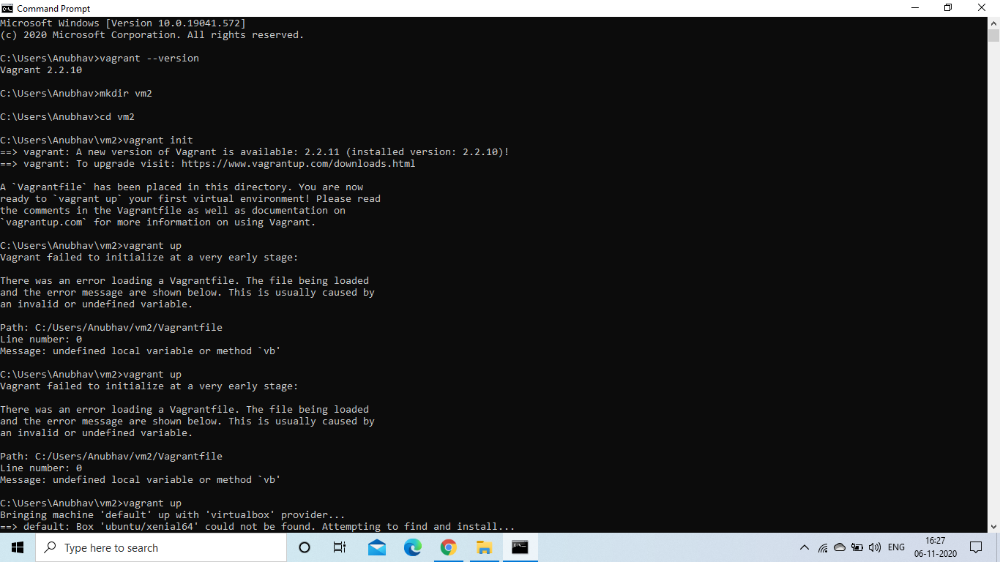 Command Prompt
Microsoft Windows [Version 10.0.19041.572]
(c) 2020 Microsoft Corporation. All rights reserved.
C:\Users\Anubhav>vagrant --version
Vagrant 2.2.10
C:\Users\Anubhav>mkdir vm2
C:\Users\Anubhav>cd vm2
C:\Users\Anubhav\vm2>vagrant init
==> vagrant: A new version of Vagrant is available: 2.2.11 (installed version: 2.2.10)!
==> vagrant: To upgrade visit: https://www.vagrantup.com/downloads.html
A `Vagrantfile` has been placed in this directory. You are now
ready to `vagrant up` your first virtual environment! Please read
the comments in the Vagrantfile as well as documentation on
`vagrantup.com` for more information on using Vagrant.
C:\Users\Anubhav\vm2>vagrant up
Vagrant failed to initialize at a very early stage:
There was an error loading a Vagrantfile. The file being loaded
and the error message are shown below. This is usually caused by
an invalid or undefined variable.
Path: C:/Users/Anubhav/vm2/Vagrantfile
Line number: 0
Message: undefined local variable or method `vb'
C:\Users\Anubhav\vm2>vagrant up
Vagrant failed to initialize at a very early stage:
There was an error loading a Vagrantfile. The file being loaded
and the error message are shown below. This is usually caused by
an invalid or undefined variable.
Path: C:/Users/Anubhav/vm2/Vagrantfile
Line number: 0
Message: undefined local variable or method `vb'
C:\Users\Anubhav\vm2>vagrant up
Bringing machine 'default' up with 'virtualbox' provider...
==> default: Box 'ubuntu/xenial64' could not be found. Attempting to find and install...
Type here to search
ENG
16:27
06-11-2020